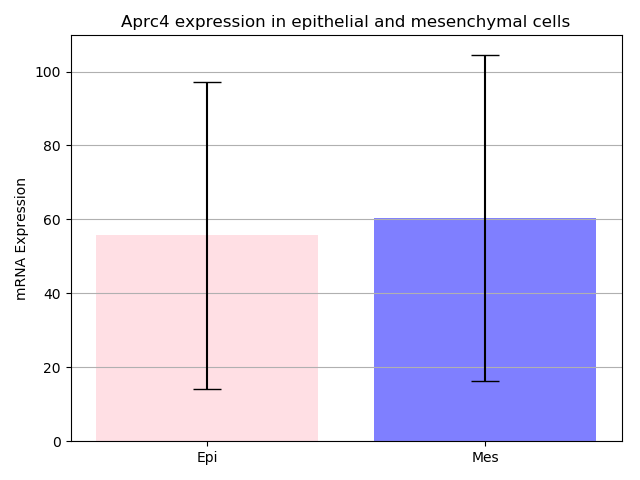 Aprc4 expression in epithelial and mesenchymal cells
mRNA Expression
100
80
60
40
20
0
Epi
Mes